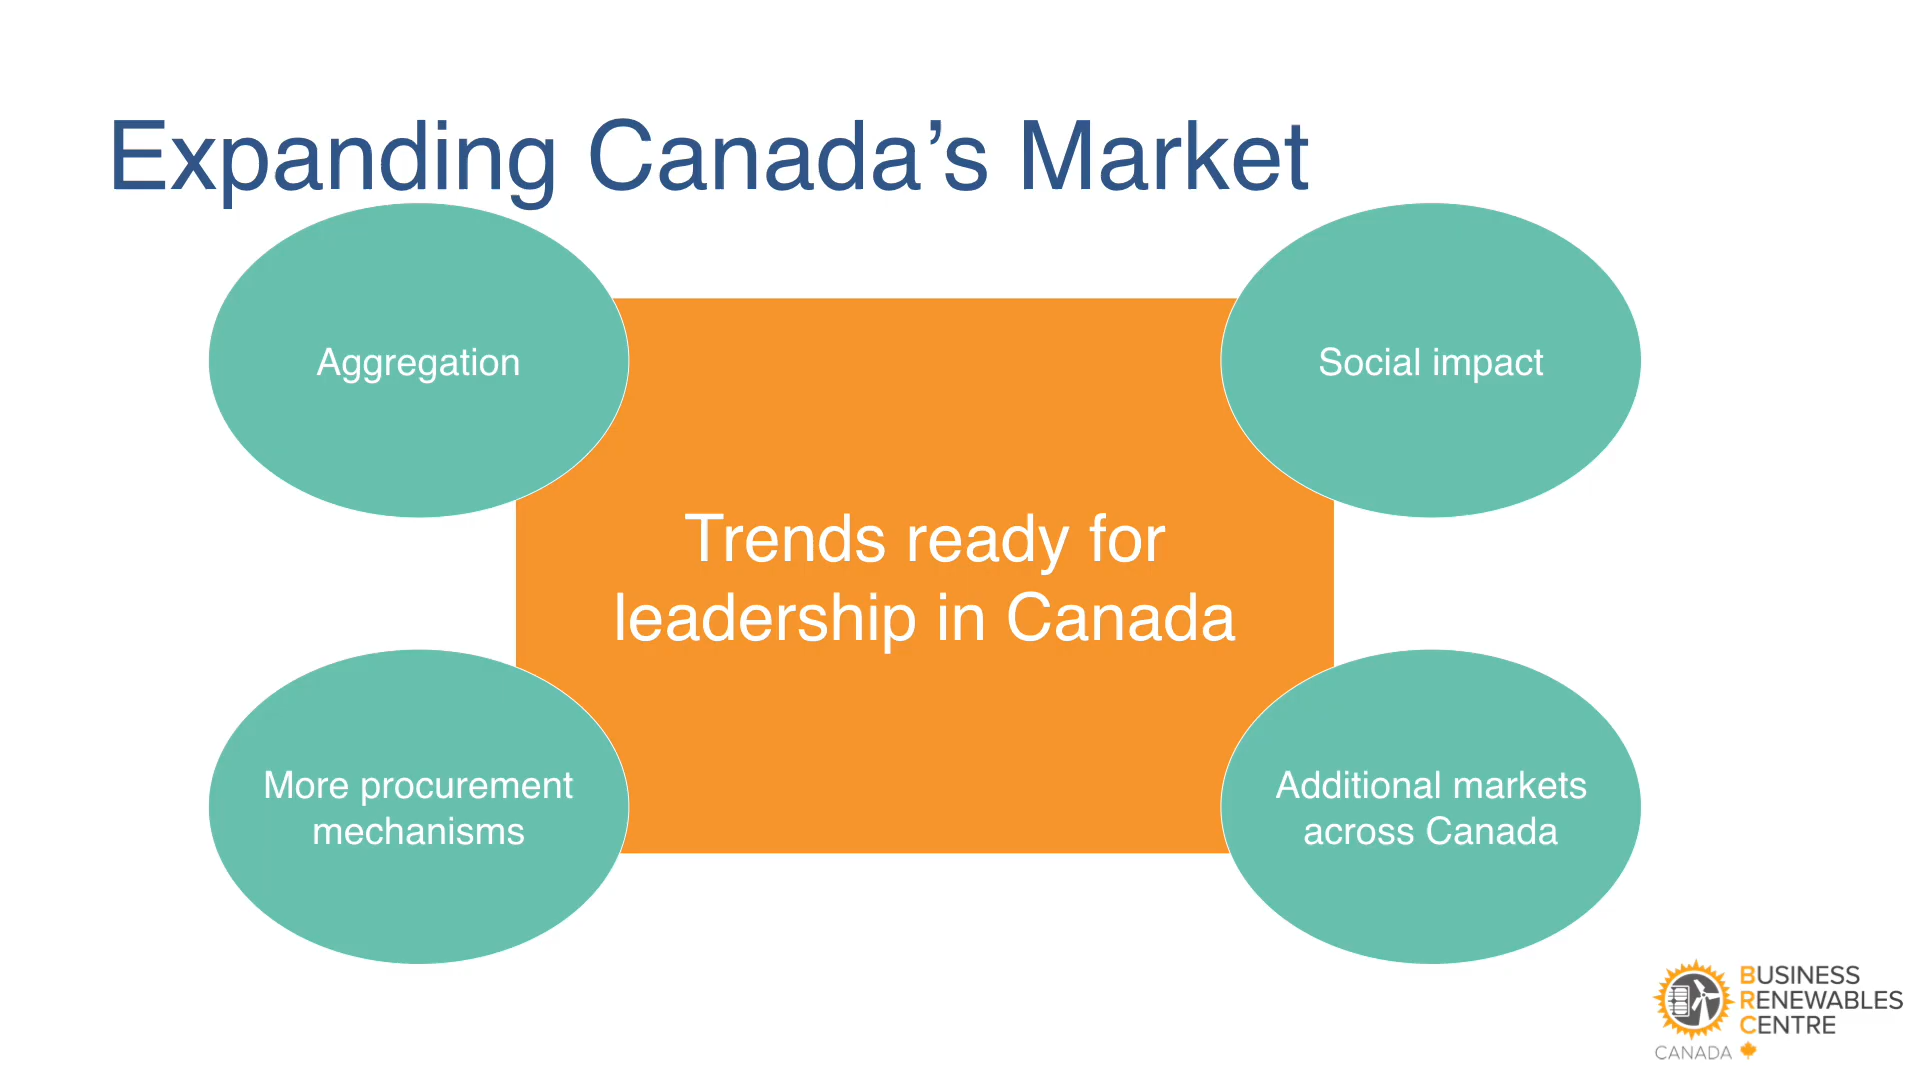 Expanding Canada’s Market
Aggregation
Social impact
Trends ready for
leadership in Canada
More procurement
mechanisms
Additional markets
across Canada
BUSINESS
RENEWABLES
CENTRE
CANADA